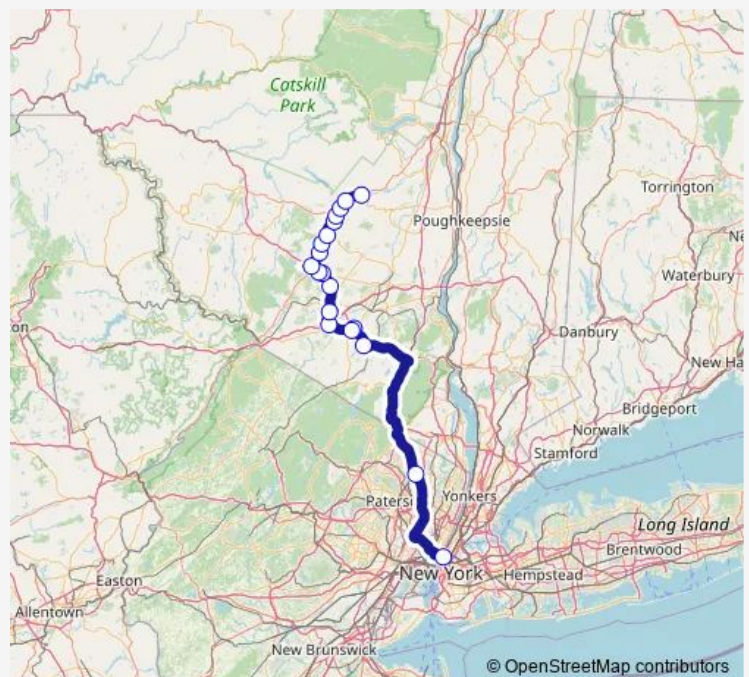 Catskill
Park
Torrington
Poughkeepsie
Waterbury
Danbury
New Ha
Bridgeport
Norwalk
Stamford
Patersi
Yonkers
Long Island
Brentwood
New York
Hempstead
Easton
Allentown
New Brunswick
© OpenStreetMap contributors